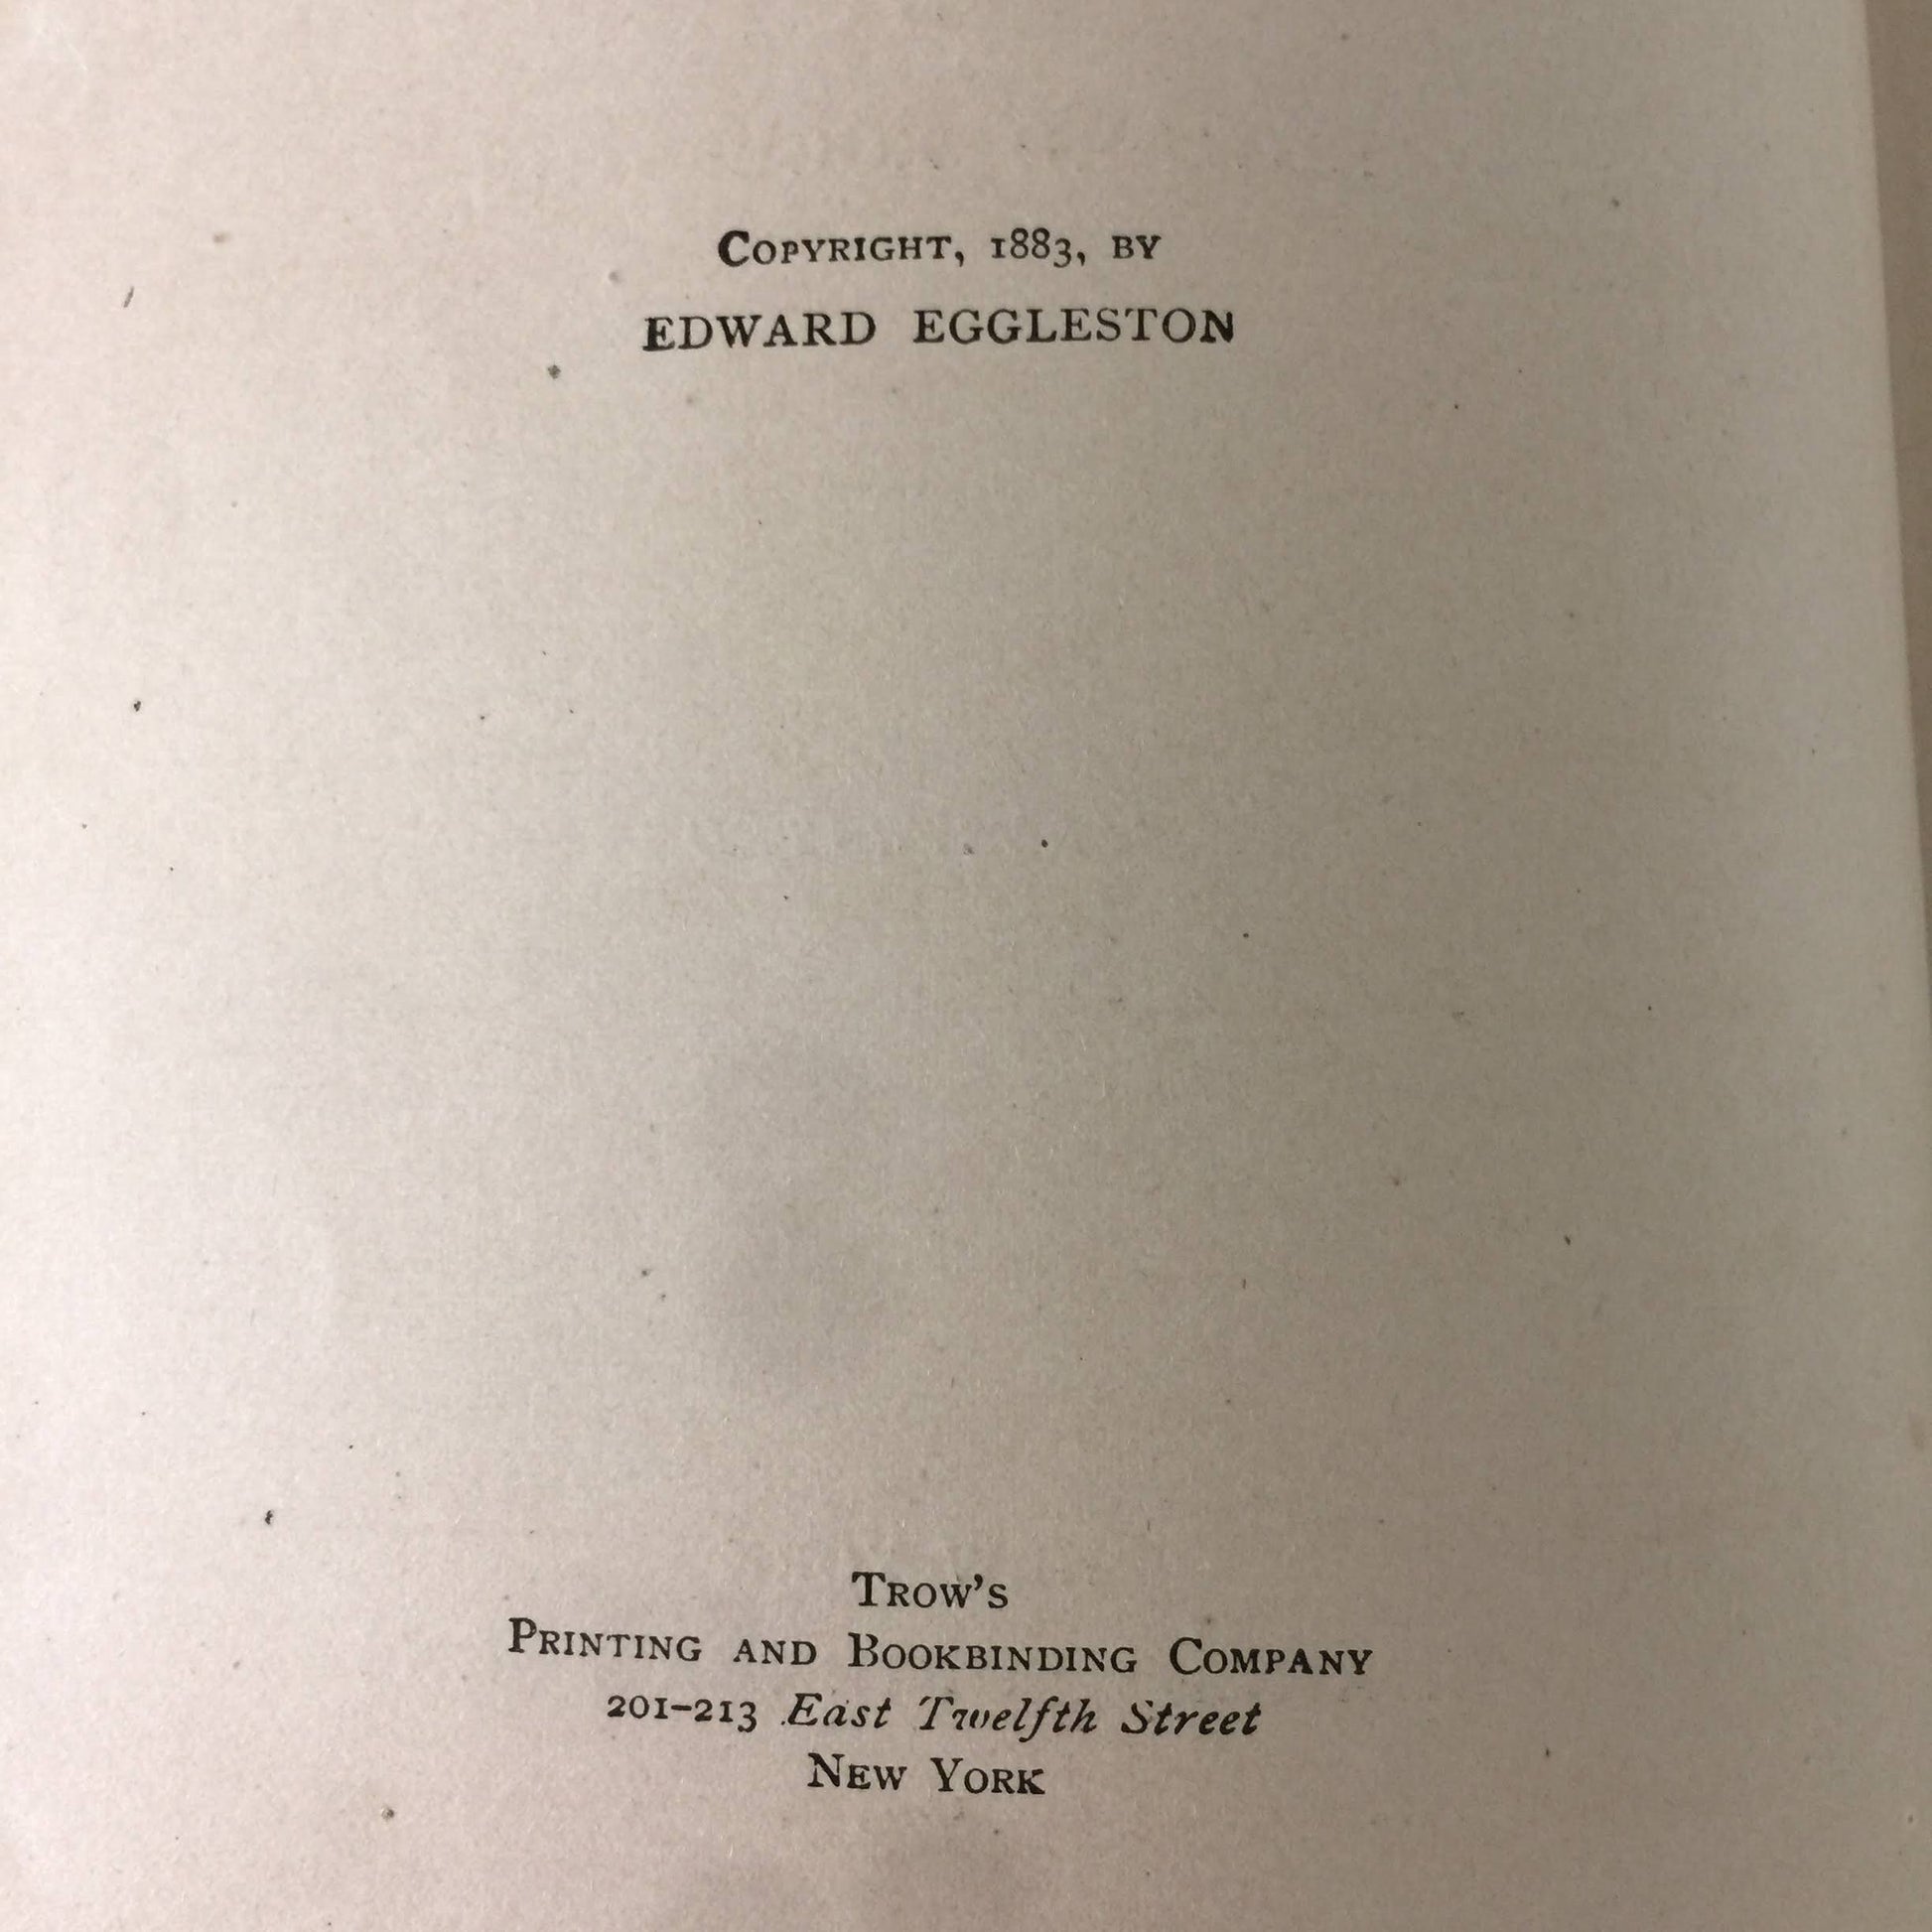 Copyright, 1883, by
EDWARD EGGLESTON
Trow's
Printing and Bookbinding Company
201-213 East Twelfth Street
New York